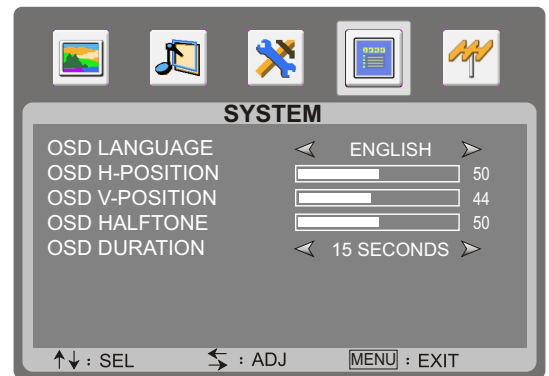 SYSTEM
OSD LANGUAGE ENGLISH
OSD H-POSITION 50
OSD V-POSITION 44
OSD HALFTONE 50
OSD DURATION 15 SECONDS
: SEL : ADJ MENU : EXIT